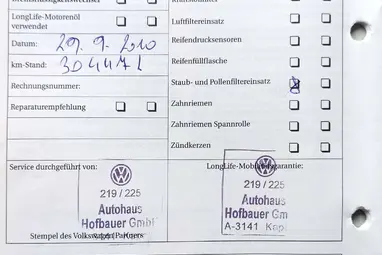 LongLife-Motorenöl
verwendet
Datum: 29. 9. 2010
km-Stand: 304471
Rechnungsnummer:
Reparaturempfehlung
Luftfiltereinsatz
Reifendrucksensoren
Reifenfüllflasche
Staub- und Pollenfiltereinsatz
Zahnriemen
Zahnriemen Spannrolle
Zündkerzen
Service durchgeführt von:
219 / 225
Autohaus
Hofbauer GmbH
Stempel des Volkswagen Partners
LongLife-Mobilitätsgarantie:
219 / 225
Autohaus
Hofbauer Gm
A-3141